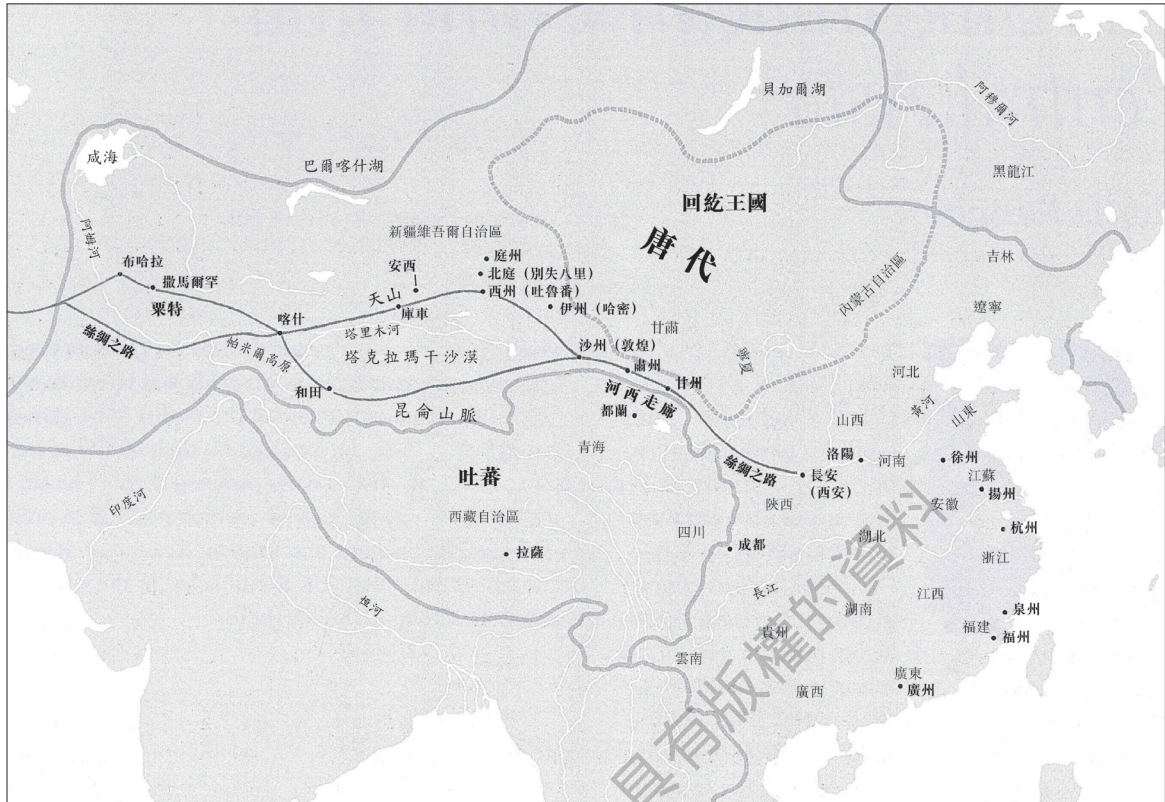 貝加爾湖
阿穆爾河
咸海
巴爾喀什湖
黑龍江
回紇王國
唐代
阿姆河
新疆維吾爾自治區
庭州
吉林
布哈拉
安西
北庭（別失八里）
內蒙古自治區
撒馬爾罕
天山
西州（吐魯番）
遼寧
粟特
庫車
伊州（哈密）
喀什
塔里木河
甘肅
絲綢之路
帕米爾高原
塔克拉瑪干沙漠
沙州（敦煌）
寧夏
肅州
河北
和田
甘州
昆侖山脈
河西走廊
黃河
山東
都蘭
山西
青海
洛陽
河南
徐州
吐蕃
絲綢之路
長安
（西安）
江蘇
印度河
陝西
安徽
揚州
西藏自治區
四川
湖北
杭州
拉薩
成都
浙江
長江
江西
恒河
湖南
泉州
貴州
福建
福州
雲南
廣東
廣西
廣州
具有版權的資料